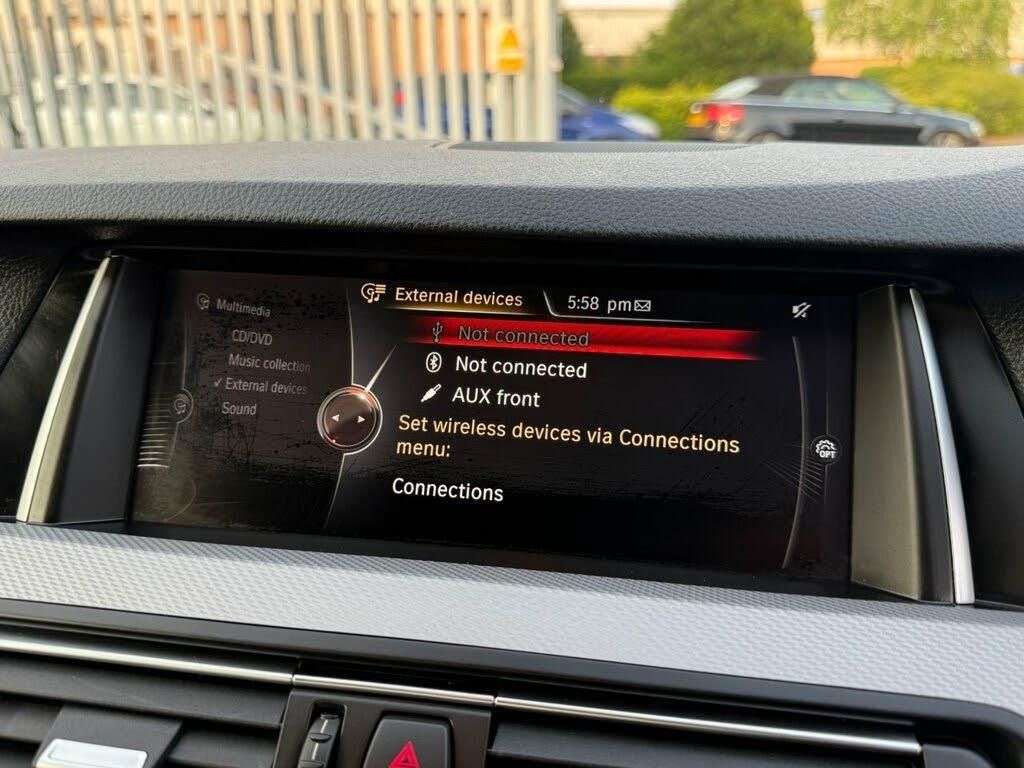 External devices
5:58 pm
Multimedia
CD/DVD
Music collection
External devices
Sound
Not connected
Not connected
AUX front
Set wireless devices via Connections
menu:
Connections
OPT